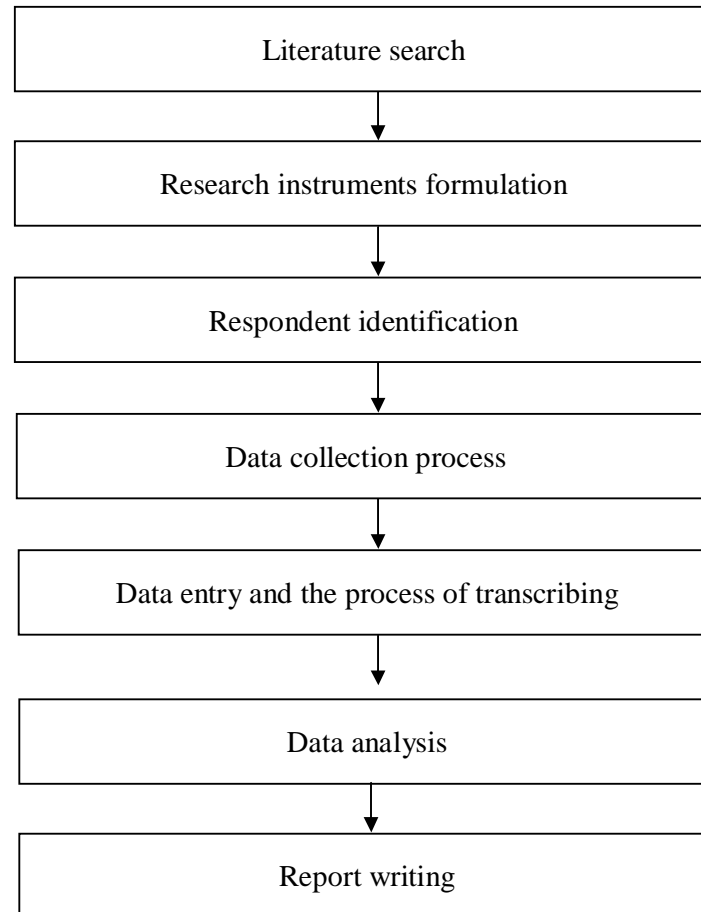 Literature search
Research instruments formulation
Respondent identification
Data collection process
Data entry and the process of transcribing
Data analysis
Report writing